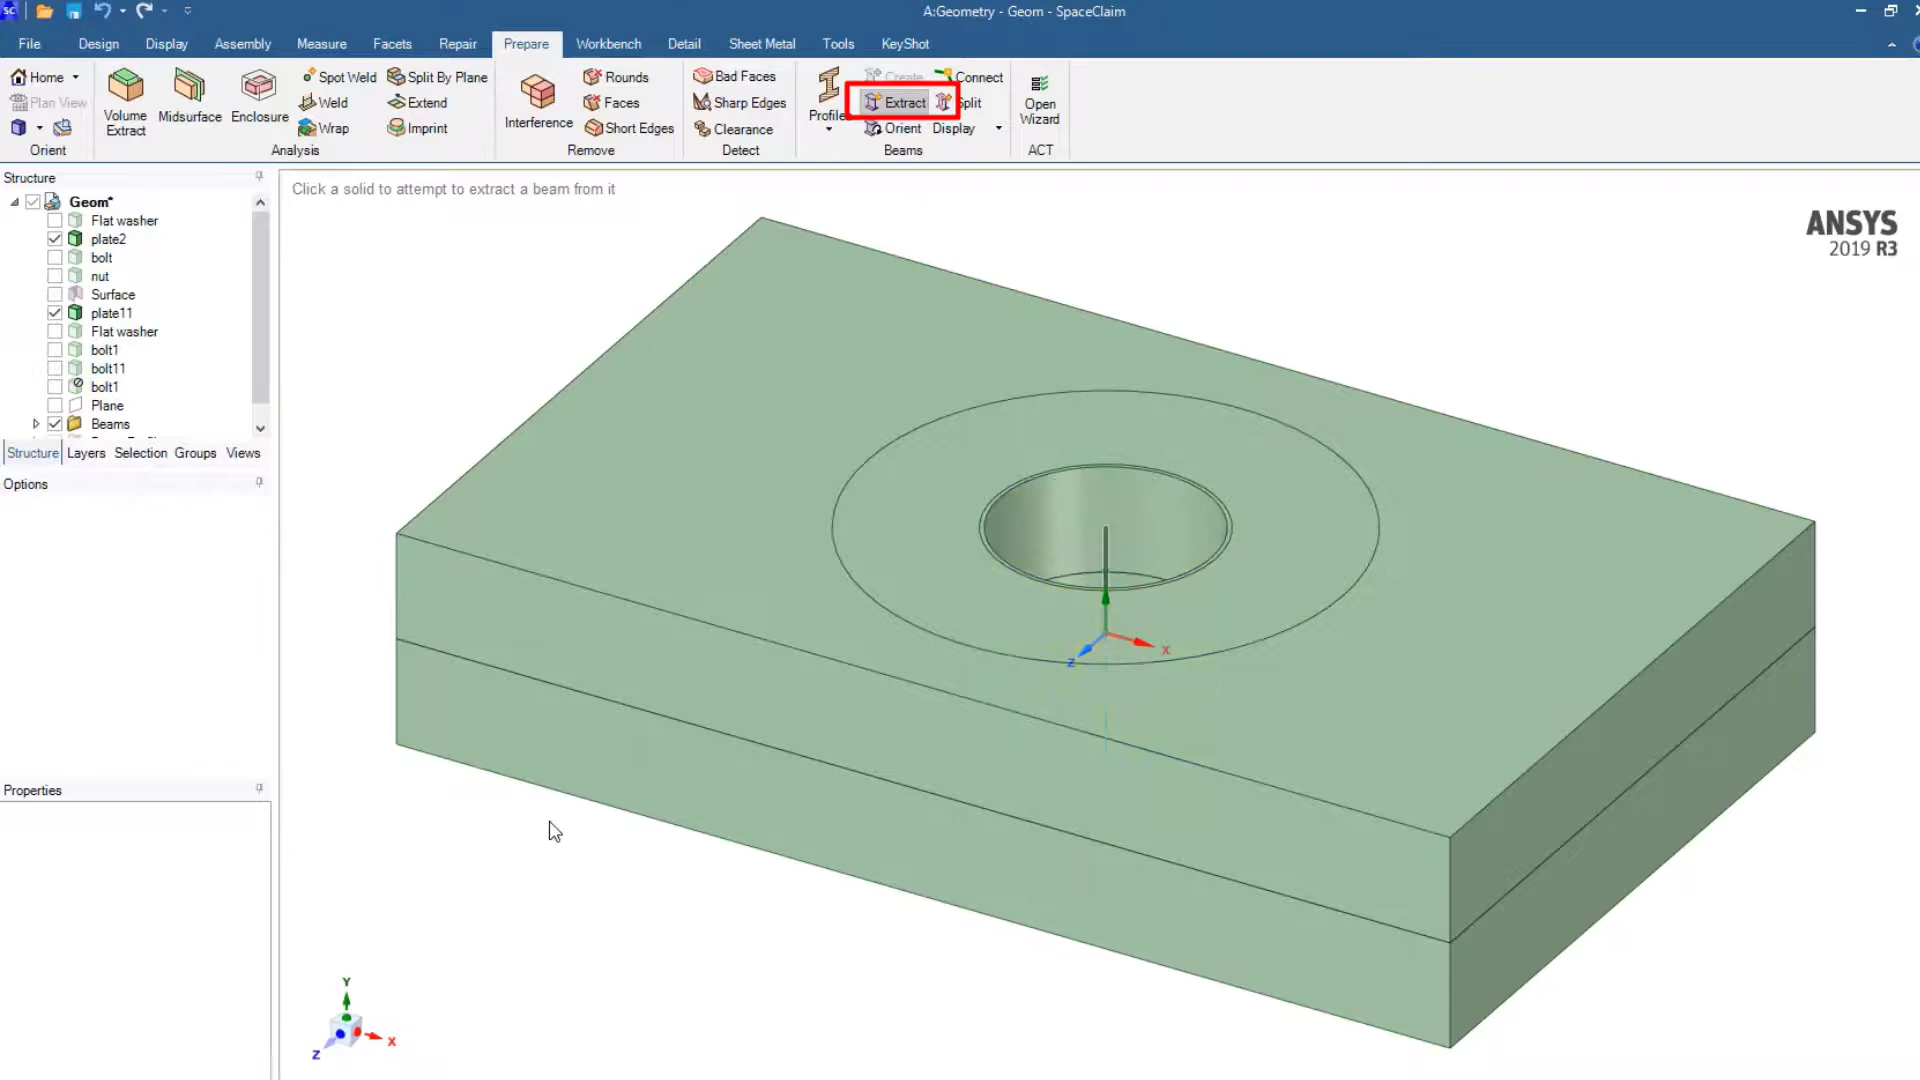 SC
A:Geometry - Geom - SpaceClaim
File Design Display Assembly Measure Facets Repair Prepare Workbench Detail Sheet Metal Tools KeyShot
Home
Plan View
Orient
Volume Extract
Midsurface
Enclosure
Spot Weld
Weld
Wrap
Split By Plane
Extend
Imprint
Analysis
Interference
Rounds
Faces
Short Edges
Remove
Bad Faces
Sharp Edges
Clearance
Detect
Create
Connect
Extract
Split
Orient
Display
Beams
Open Wizard
ACT
Structure
Geom*
Flat washer
plate2
bolt
nut
Surface
plate11
Flat washer
bolt1
bolt11
bolt1
Plane
Beams
Structure Layers Selection Groups Views
Options
Properties
Click a solid to attempt to extract a beam from it
ANSYS
2019 R3
X
Z
Y
X
Z